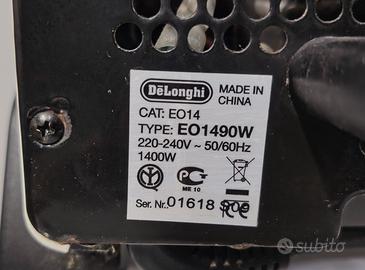 DeLonghi
MADE IN
CHINA
CAT: EO14
TYPE: EO1490W
220-240V ~ 50/60Hz
1400W
ME 10
Ser. Nr. 01618
subito